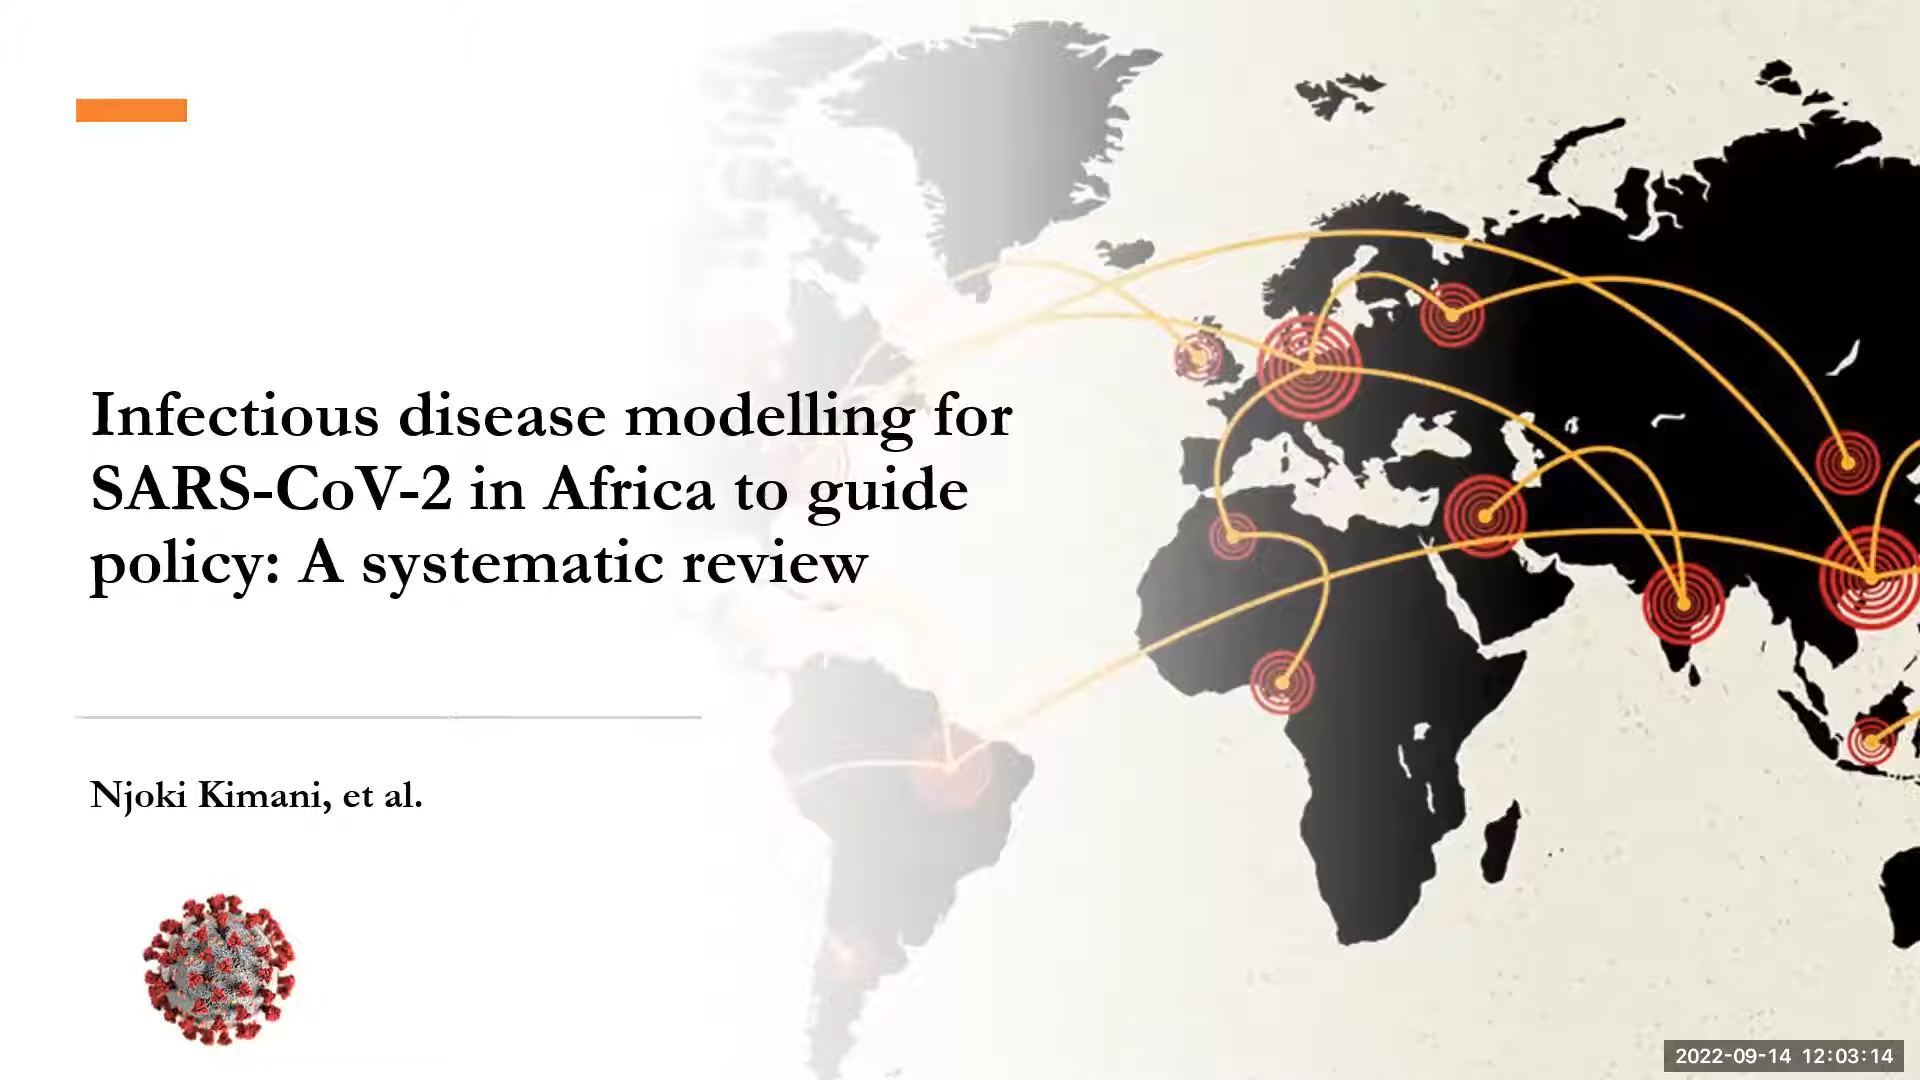 Infectious disease modelling for
SARS-CoV-2 in Africa to guide
policy: A systematic review
Njoki Kimani, et al.
2022-09-14 12:03:14